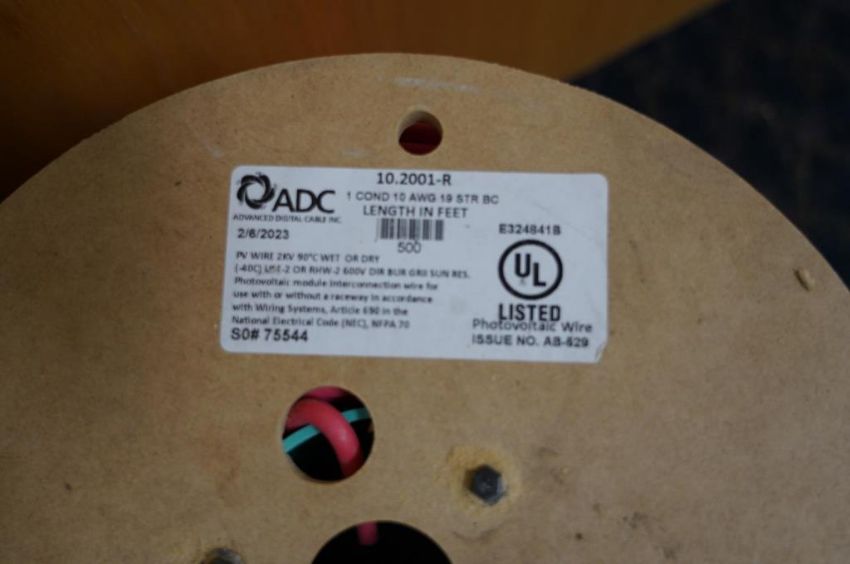 10.2001-R
ADC
1 COND 10 AWG 19 STR BC
ADVANCED DIGITAL CABLE INC.
LENGTH IN FEET
2/6/2023
500
E324841B
PV WIRE 2KV 90°C WET OR DRY
(-40C) USE-2 OR RHW-2 600V DIR BUR GRII SUN RES.
Photovoltaic module interconnection wire for
use with or without a raceway in accordance
with Wiring Systems, Article 690 in the
National Electrical Code (NEC), NFPA 70
S0# 75544
UL
LISTED
Photovoltaic Wire
ISSUE NO. AB-529